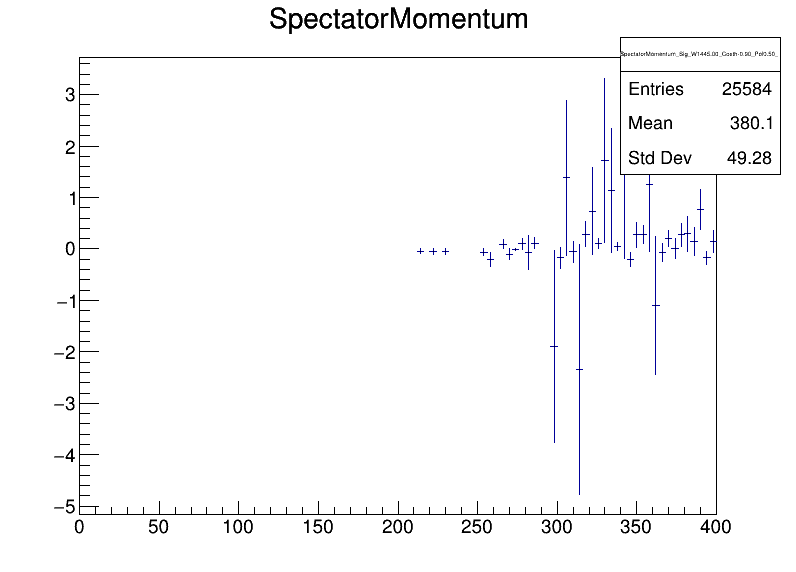 SpectatorMomentum
SpectatorMomentum_Sig_W1445.00_Costh-0.90_Pol0.50_
Entries 25584
Mean 380.1
Std Dev 49.28
3
2
1
0
−1
−2
−3
−4
−5
0 50 100 150 200 250 300 350 400